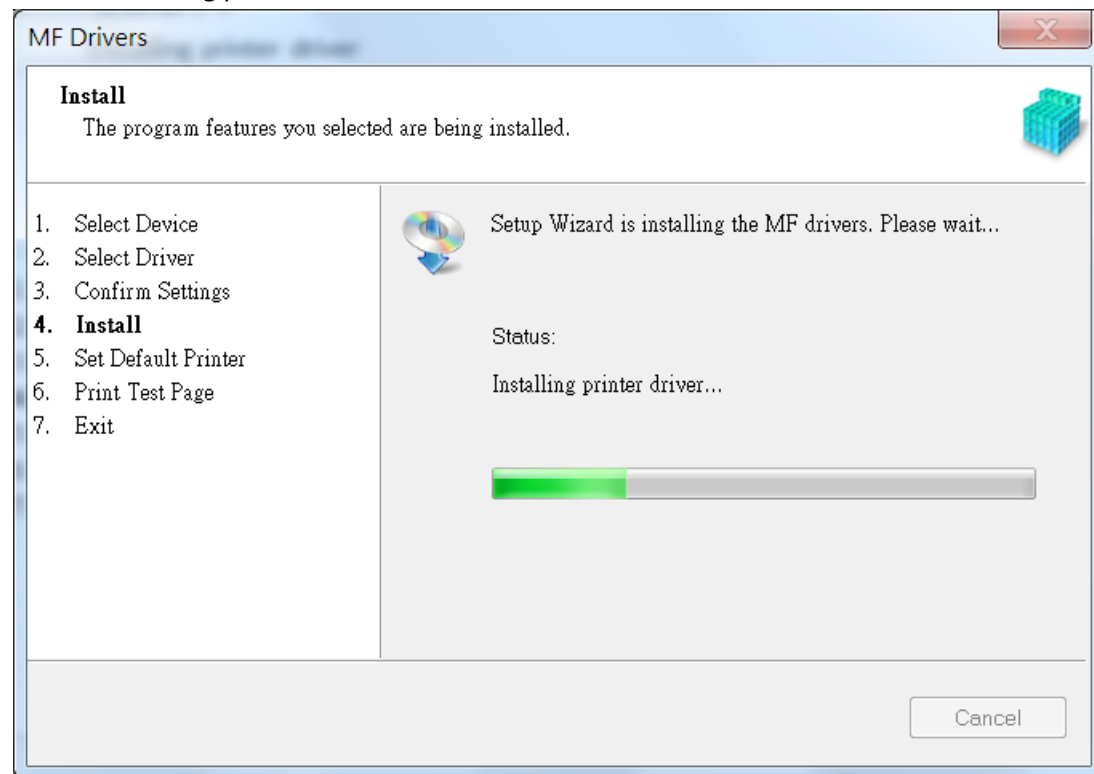 MF Drivers
Install
The program features you selected are being installed.
1. Select Device
2. Select Driver
3. Confirm Settings
4. Install
5. Set Default Printer
6. Print Test Page
7. Exit
Setup Wizard is installing the MF drivers. Please wait...
Status:
Installing printer driver...
Cancel